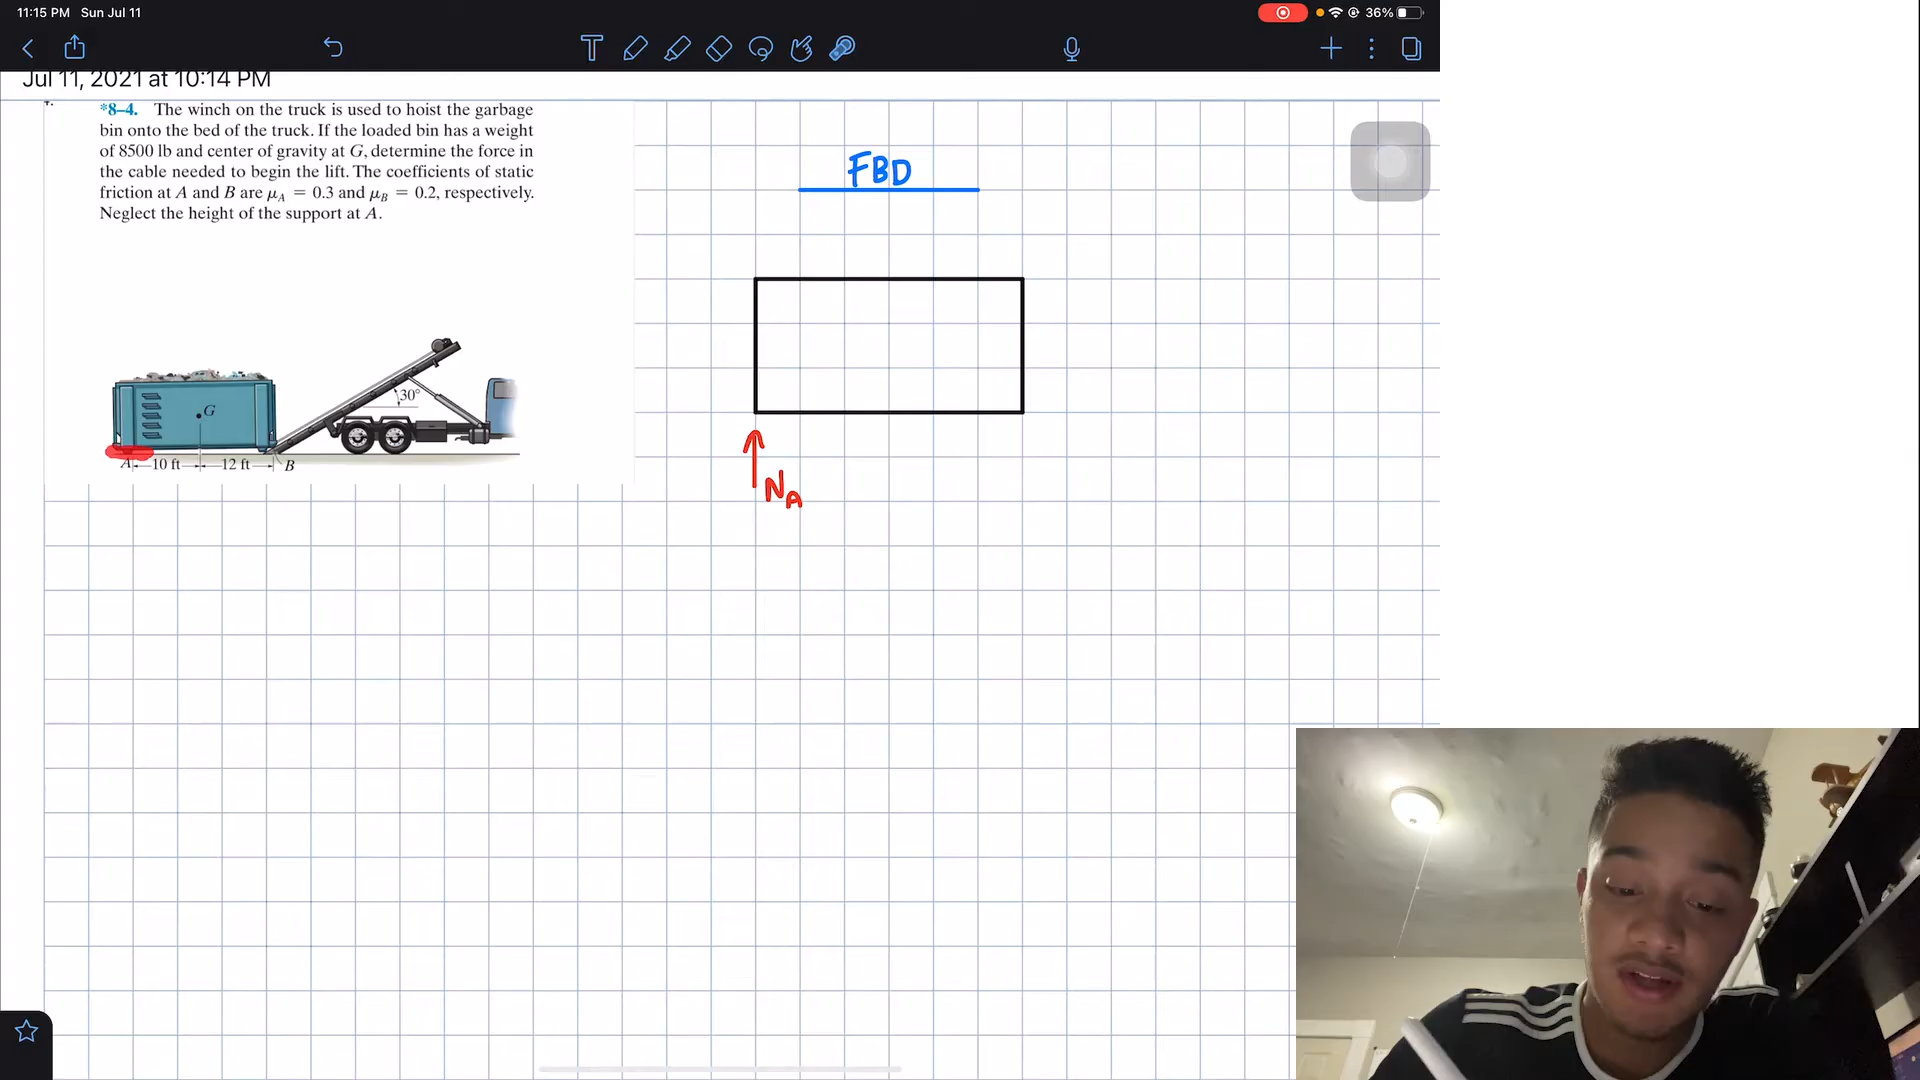 11:15 PM Sun Jul 11
36%
Jul 11, 2021 at 10:14 PM
*8–4. The winch on the truck is used to hoist the garbage
bin onto the bed of the truck. If the loaded bin has a weight
of 8500 lb and center of gravity at G, determine the force in
the cable needed to begin the lift. The coefficients of static
friction at A and B are μA = 0.3 and μB = 0.2, respectively.
Neglect the height of the support at A.
FBD
30°
G
A 10 ft 12 ft B
NA